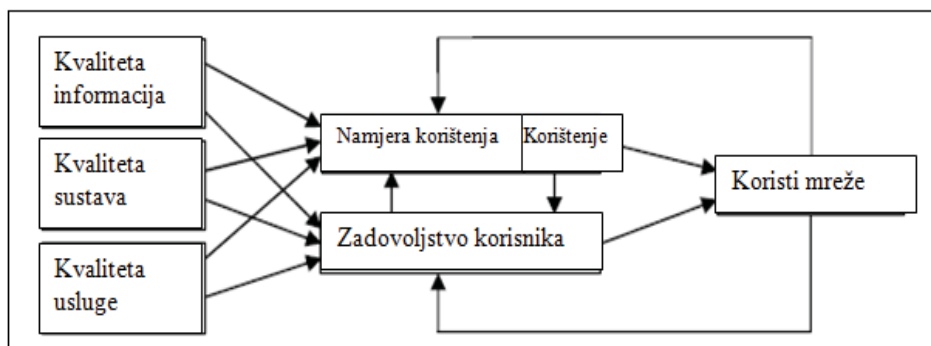 Kvaliteta
informacija
Kvaliteta
sustava
Kvaliteta
usluge
Namjera korištenja
Korištenje
Zadovoljstvo korisnika
Koristi mreže